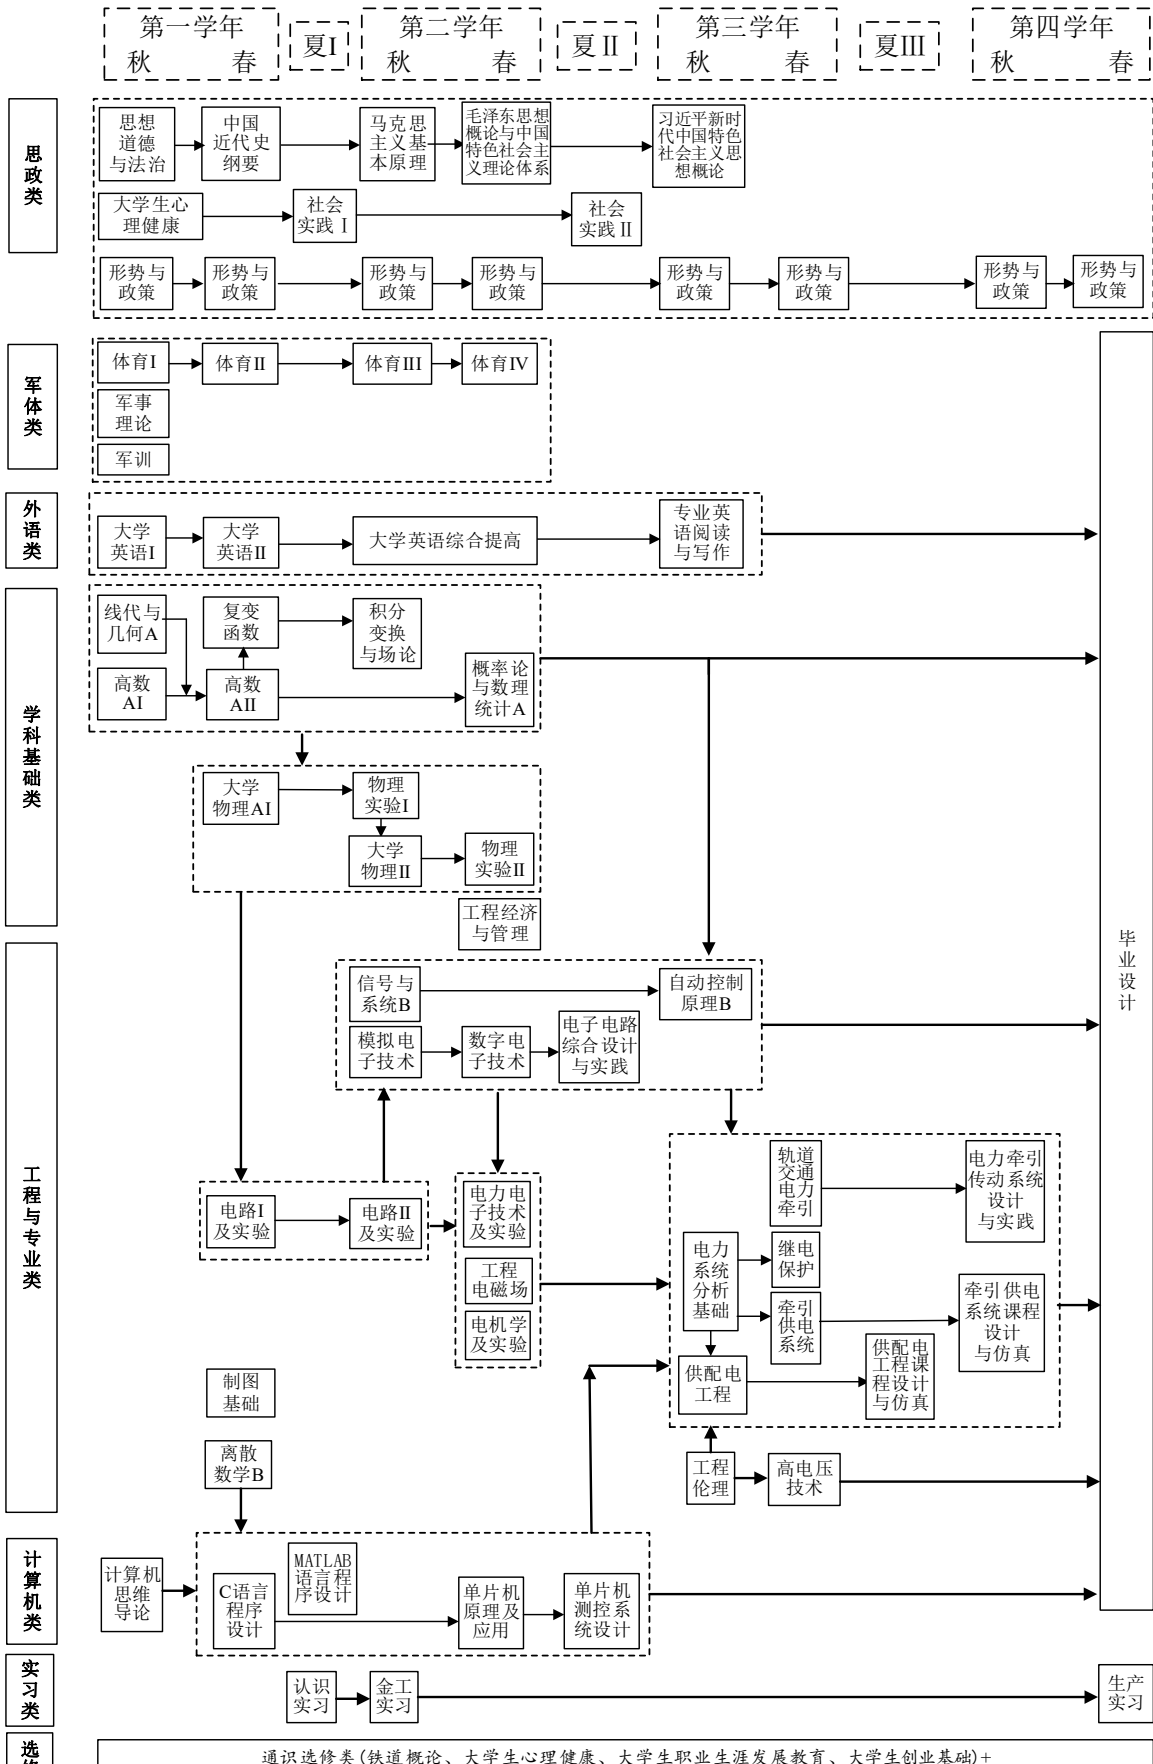 第一学年
秋 春
夏I
第二学年
秋 春
夏Ⅱ
第三学年
秋 春
夏Ⅲ
第四学年
秋 春
思政类
思想
道德
与法治
中国
近代史
纲要
马克思
主义基
本原理
毛泽东思想
概论与中国
特色社会主
义理论体系
习近平新时
代中国特色
社会主义思
想概论
大学生心
理健康
社会
实践Ⅰ
社会
实践Ⅱ
形势与
政策
形势与
政策
形势与
政策
形势与
政策
形势与
政策
形势与
政策
形势与
政策
形势与
政策
军体类
体育I
体育II
体育III
体育IV
军事
理论
军训
外语类
大学
英语I
大学
英语II
大学英语综合提高
专业英
语阅读
与写作
学科基础类
线代与
几何A
复变
函数
积分
变换
与场论
高数
AI
高数
AII
概率论
与数理
统计A
大学
物理AI
物理
实验I
大学
物理II
物理
实验II
工程经济
与管理
毕业设计
工程与专业类
信号与
系统B
自动控制
原理B
模拟电
子技术
数字电
子技术
电子电路
综合设计
与实践
电路I
及实验
电路II
及实验
电力电
子技术
及实验
工程
电磁场
电机学
及实验
轨道
交通
电力
牵引
电力牵引
传动系统
设计
与实践
电力
系统
分析
基础
继电
保护
牵引
供电
系统
牵引供电
系统课程
设计
与仿真
供配电
工程
供配电
工程课
程设计
与仿真
制图
基础
离散
数学B
工程
伦理
高电压
技术
计算机类
计算机
思维
导论
C语言
程序
设计
MATLAB
语言程
序设计
单片机
原理及
应用
单片机
测控系
统设计
实习类
认识
实习
金工
实习
生产
实习
选
通识选修类(铁道概论、大学生心理健康、大学生职业生涯发展教育、大学生创业基础)+